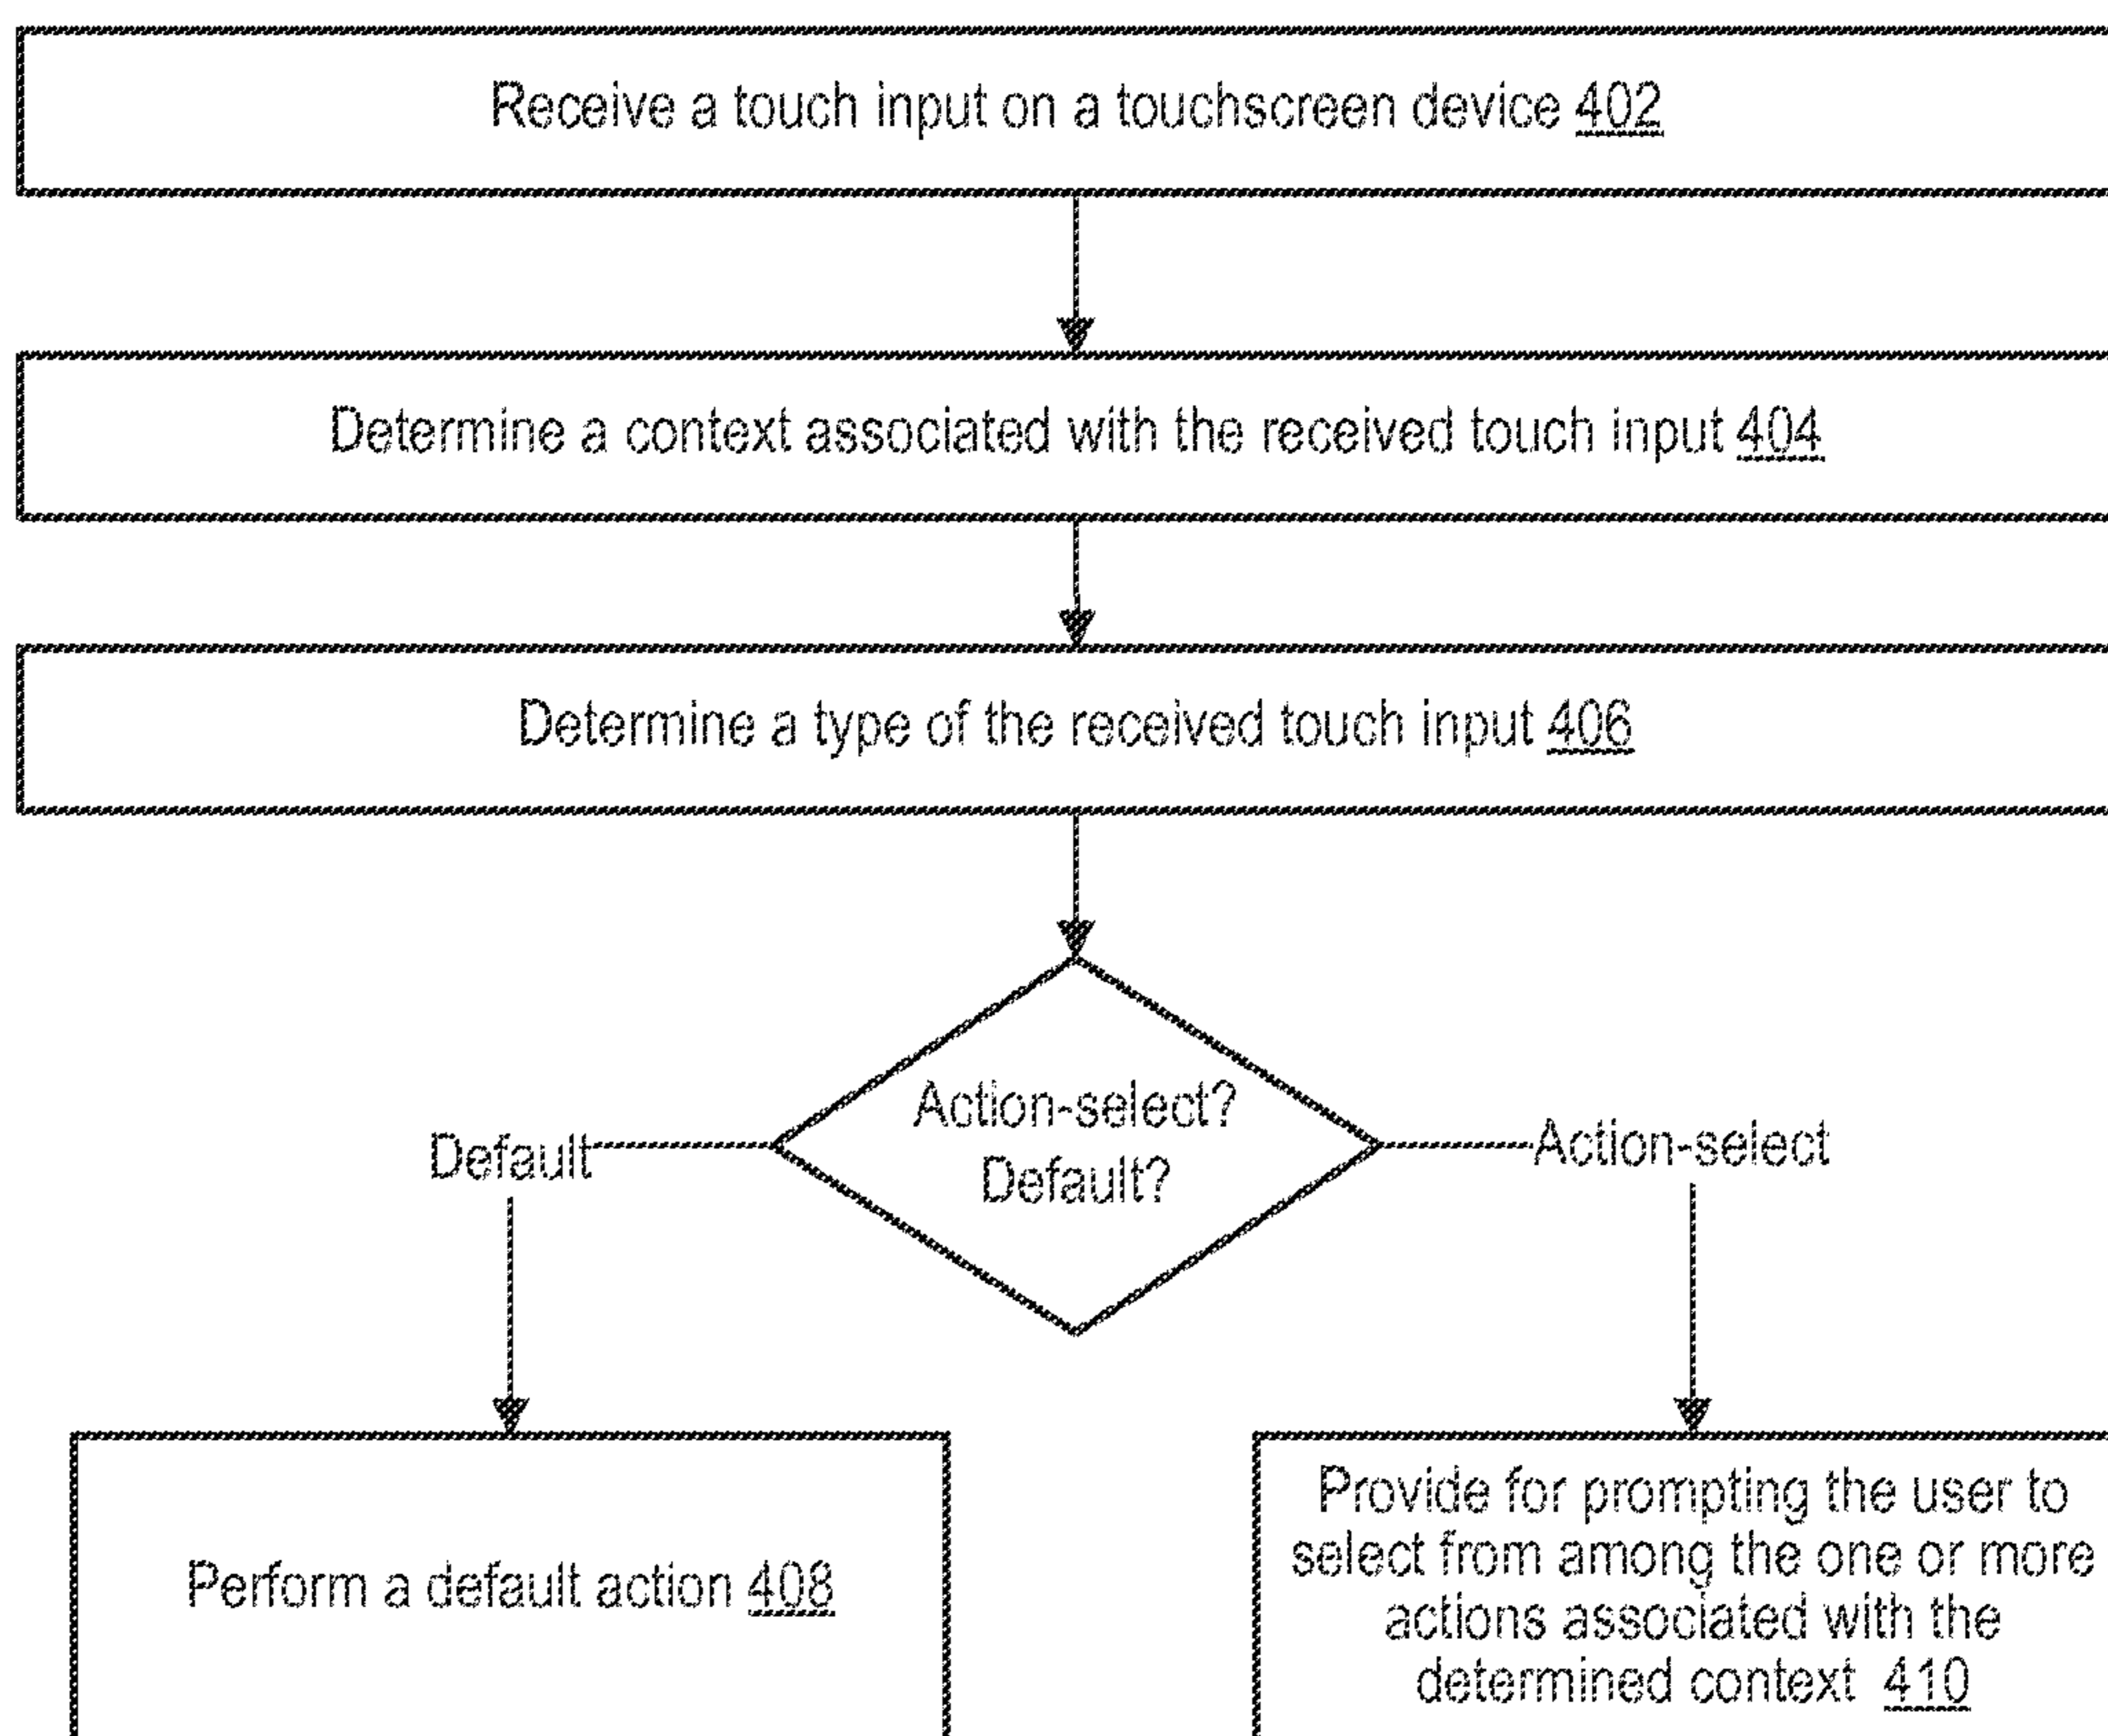 Receive a touch input on a touchscreen device 402
Determine a context associated with the received touch input 404
Determine a type of the received touch input 406
Action-select?
Default?
Default
Action-select
Perform a default action 408
Provide for prompting the user to
select from among the one or more
actions associated with the
determined context 410